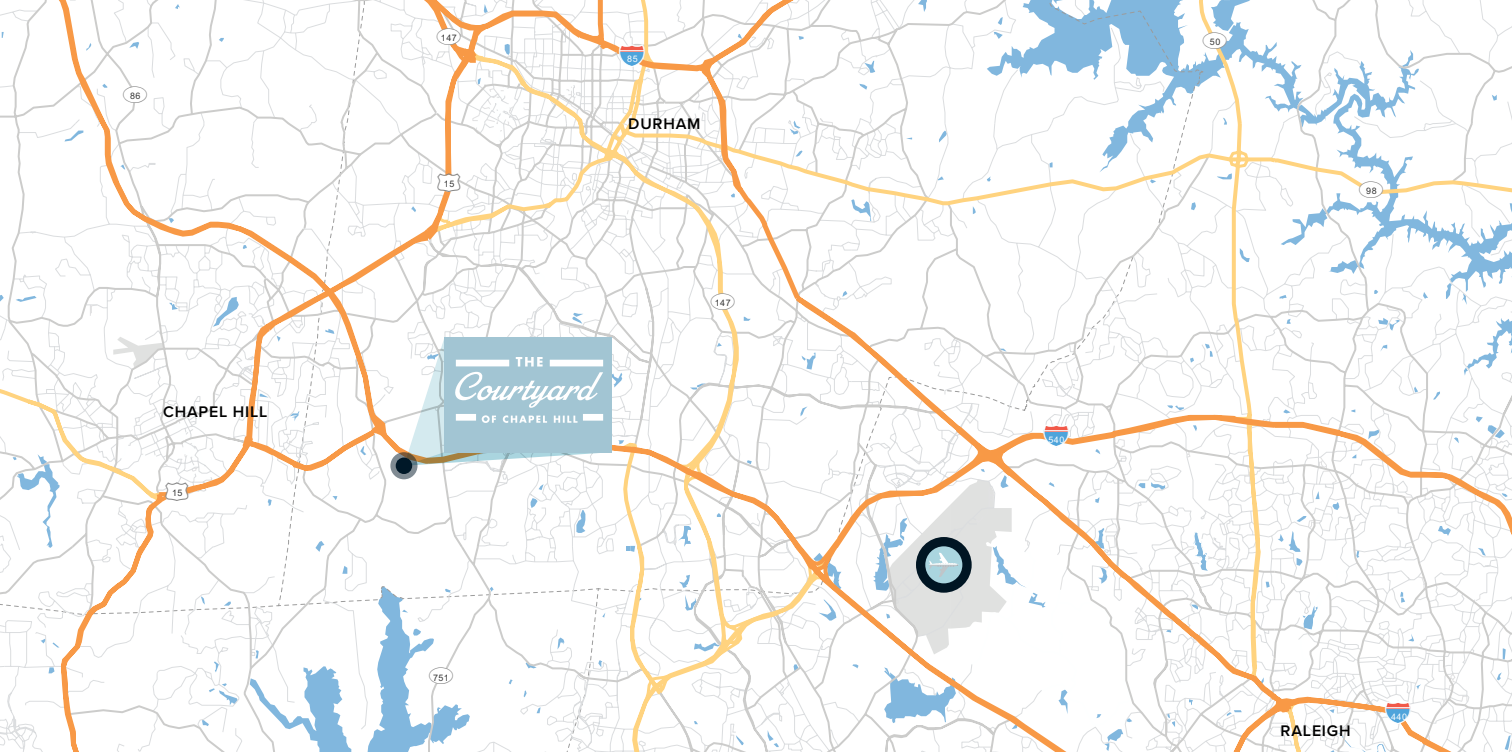 147
50
85
86
DURHAM
15
98
147
THE
Courtyard
OF CHAPEL HILL
CHAPEL HILL
540
15
751
440
RALEIGH